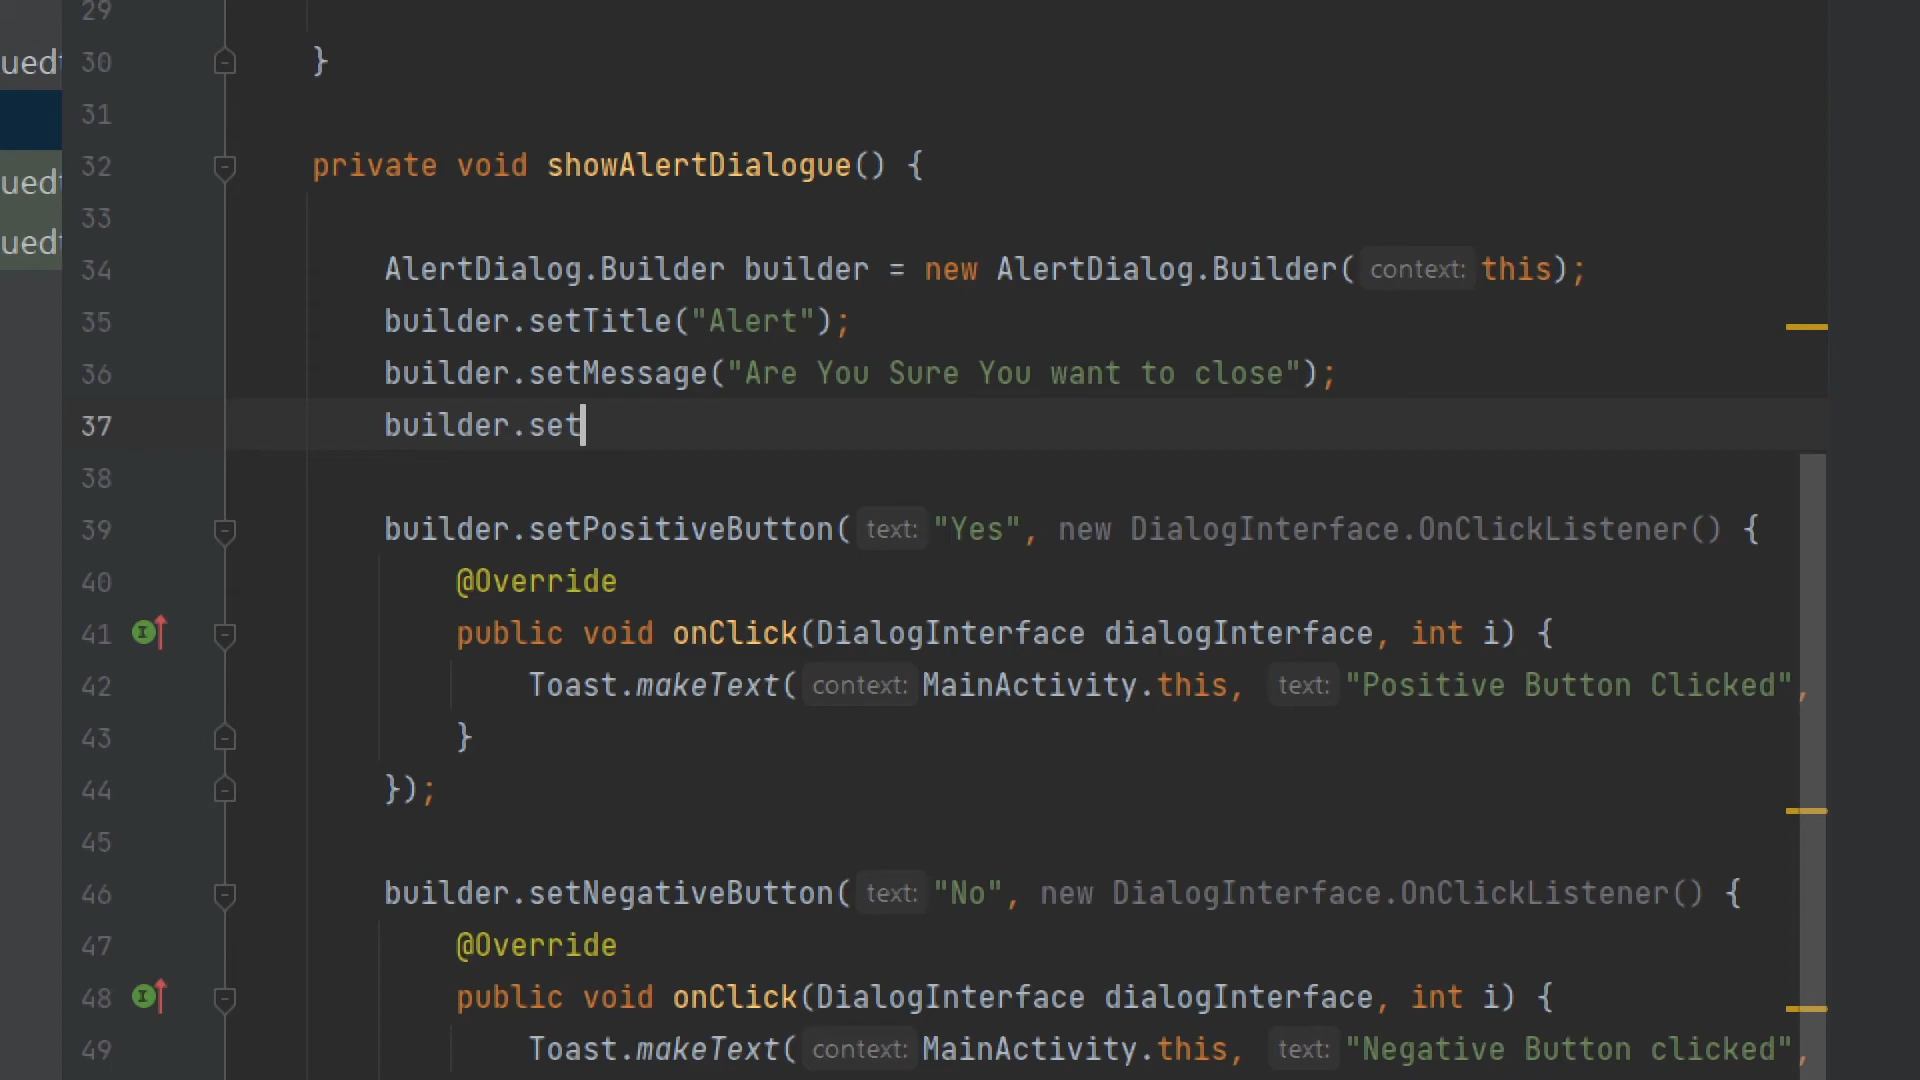 29
uedt 30 }
31
32 private void showAlertDialogue() {
uedt
33
uedt
34 AlertDialog.Builder builder = new AlertDialog.Builder( context: this);
35 builder.setTitle("Alert");
36 builder.setMessage("Are You Sure You want to close");
37 builder.set
38
39 builder.setPositiveButton( text: "Yes", new DialogInterface.OnClickListener() {
40 @Override
41 public void onClick(DialogInterface dialogInterface, int i) {
42 Toast.makeText( context: MainActivity.this, text: "Positive Button Clicked",
43 }
44 });
45
46 builder.setNegativeButton( text: "No", new DialogInterface.OnClickListener() {
47 @Override
48 public void onClick(DialogInterface dialogInterface, int i) {
49 Toast.makeText( context: MainActivity.this, text: "Negative Button clicked",